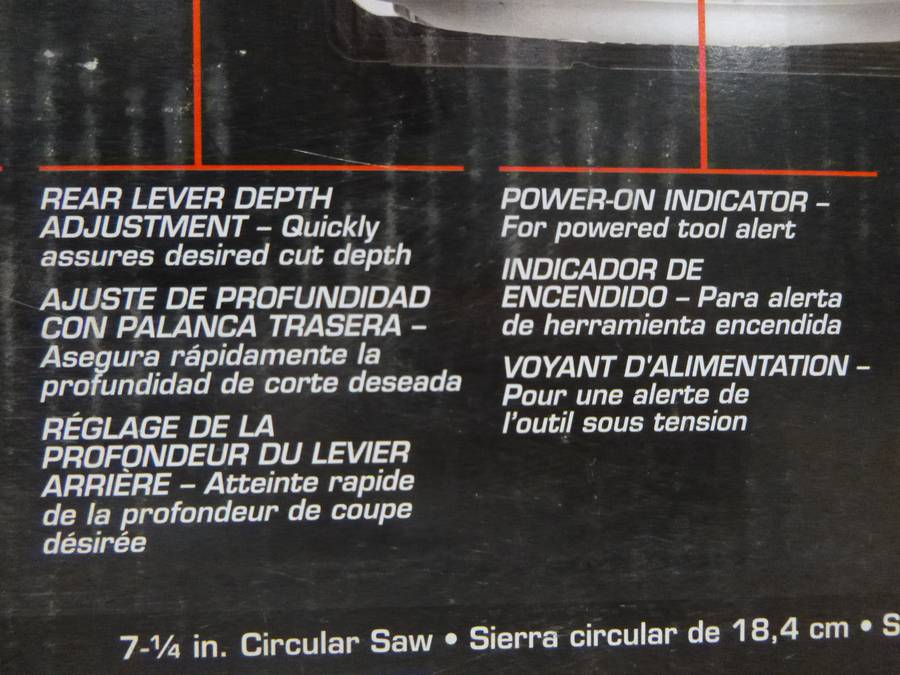 REAR LEVER DEPTH
ADJUSTMENT – Quickly
assures desired cut depth
AJUSTE DE PROFUNDIDAD
CON PALANCA TRASERA –
Asegura rápidamente la
profundidad de corte deseada
RÉGLAGE DE LA
PROFONDEUR DU LEVIER
ARRIÈRE – Atteinte rapide
de la profondeur de coupe
désirée
POWER-ON INDICATOR –
For powered tool alert
INDICADOR DE
ENCENDIDO – Para alerta
de herramienta encendida
VOYANT D'ALIMENTATION –
Pour une alerte de
l'outil sous tension
7-¼ in. Circular Saw • Sierra circular de 18,4 cm • S